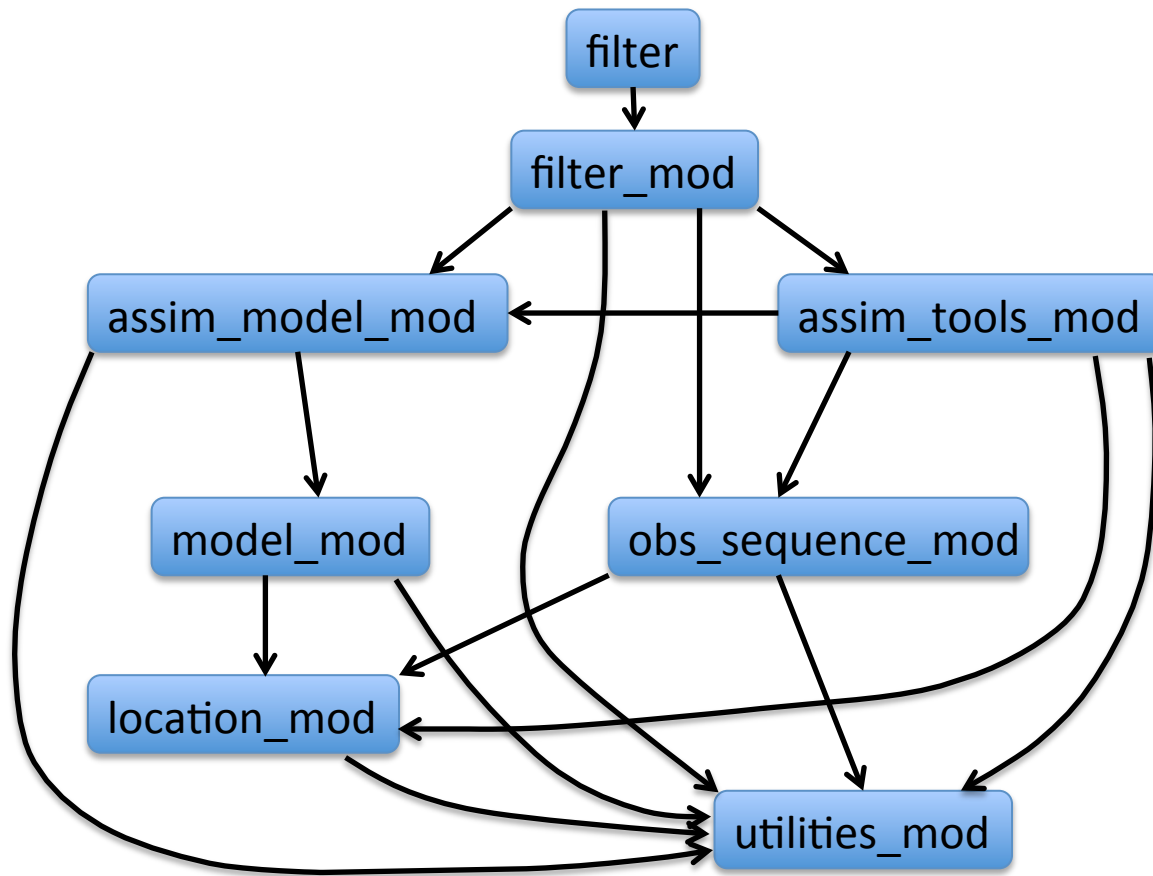 filter
filter_mod
assim_model_mod
assim_tools_mod
model_mod
obs_sequence_mod
location_mod
utilities_mod